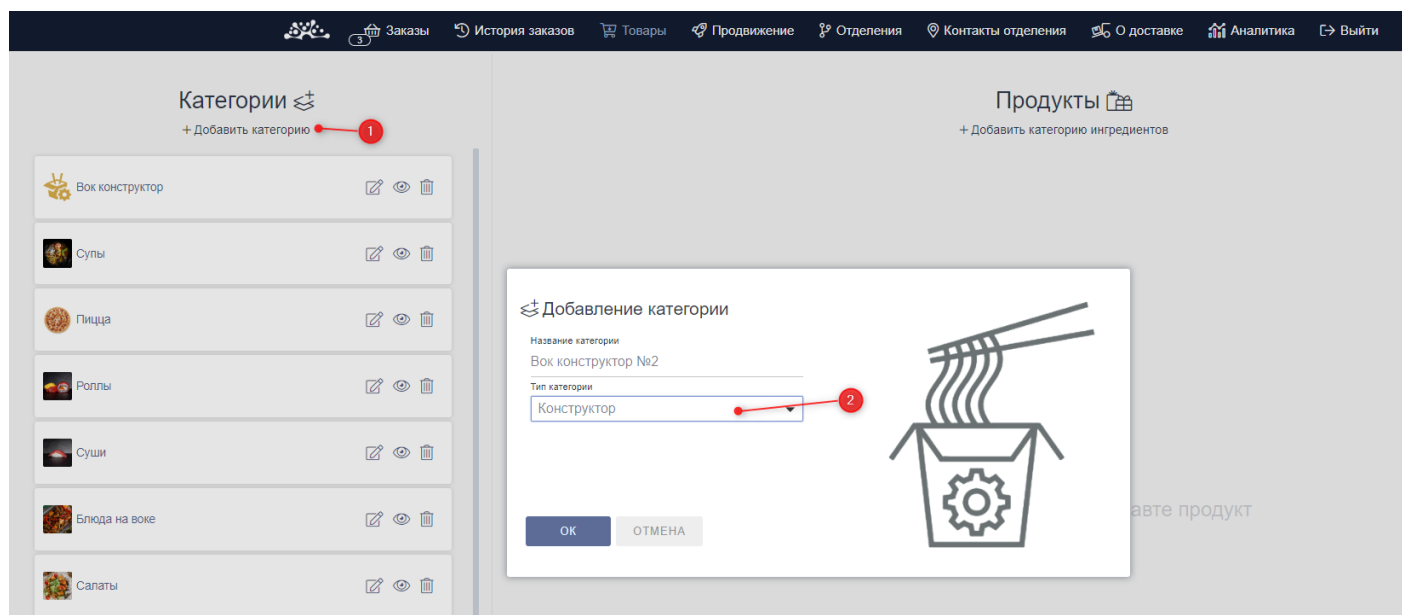 3 Заказы История заказов Товары Продвижение Отделения Контакты отделения О доставке Аналитика Выйти
Категории
+ Добавить категорию
1
Вок конструктор
Супы
Пицца
Роллы
Суши
Блюда на воке
Салаты
Продукты
+ Добавить категорию ингредиентов
Добавление категории
Название категории
Вок конструктор №2
Тип категории
Конструктор
2
ОК ОТМЕНА
авте продукт